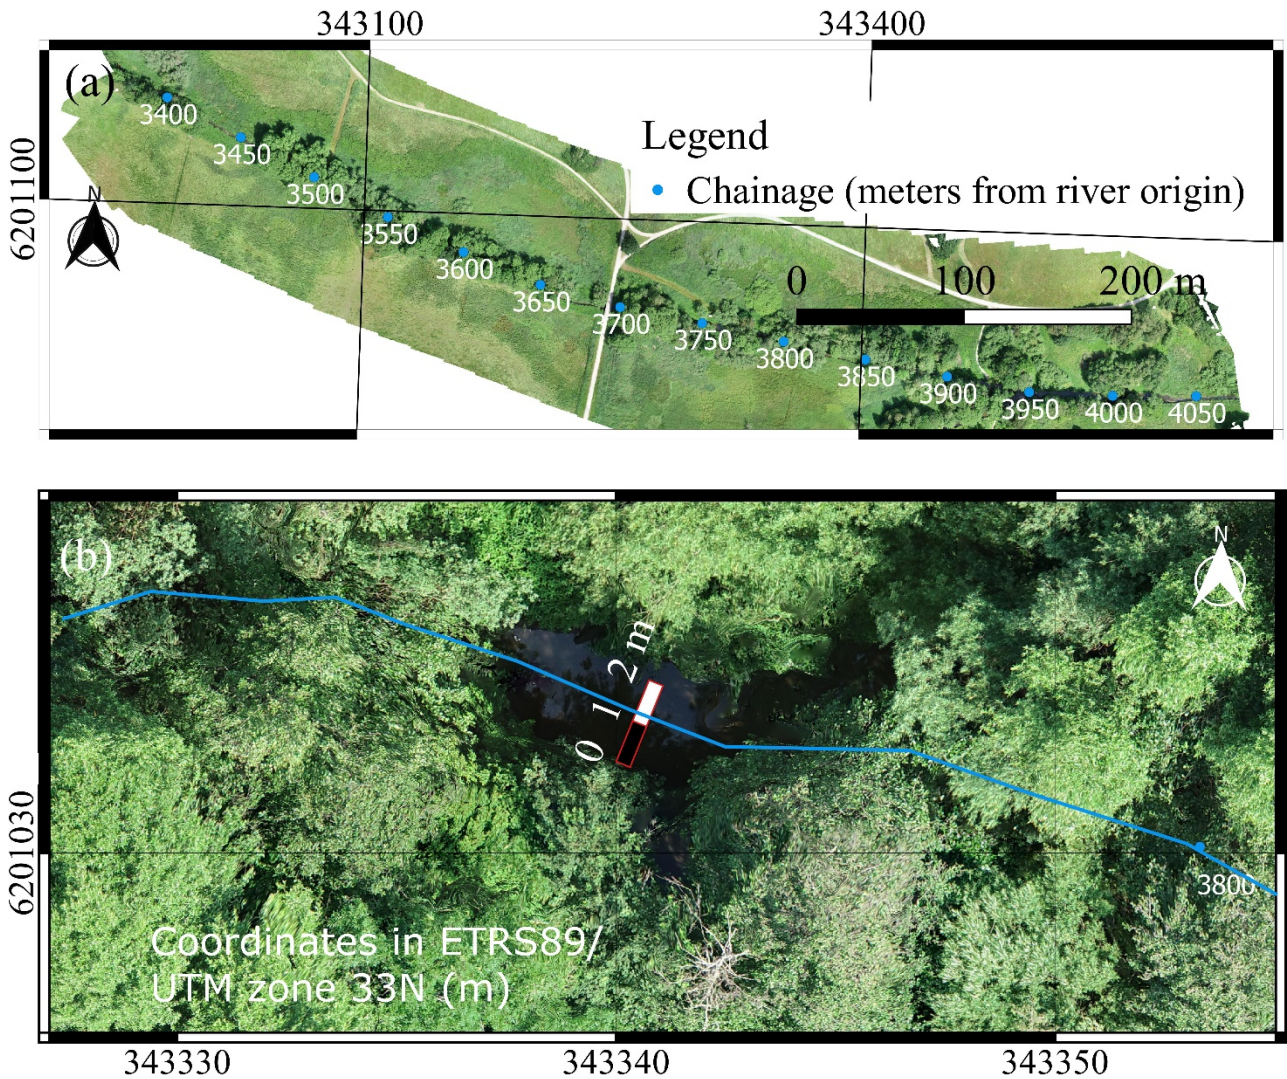 343100 343400
(a)
6201100
N
Legend
Chainage (meters from river origin)
3400
3450
3500
3550
3600
3650
3700
3750
3800
3850
3900
3950
4000
4050
0 100 200 m
(b)
N
0 1 2 m
6201030
3800
Coordinates in ETRS89/
UTM zone 33N (m)
343330 343340 343350